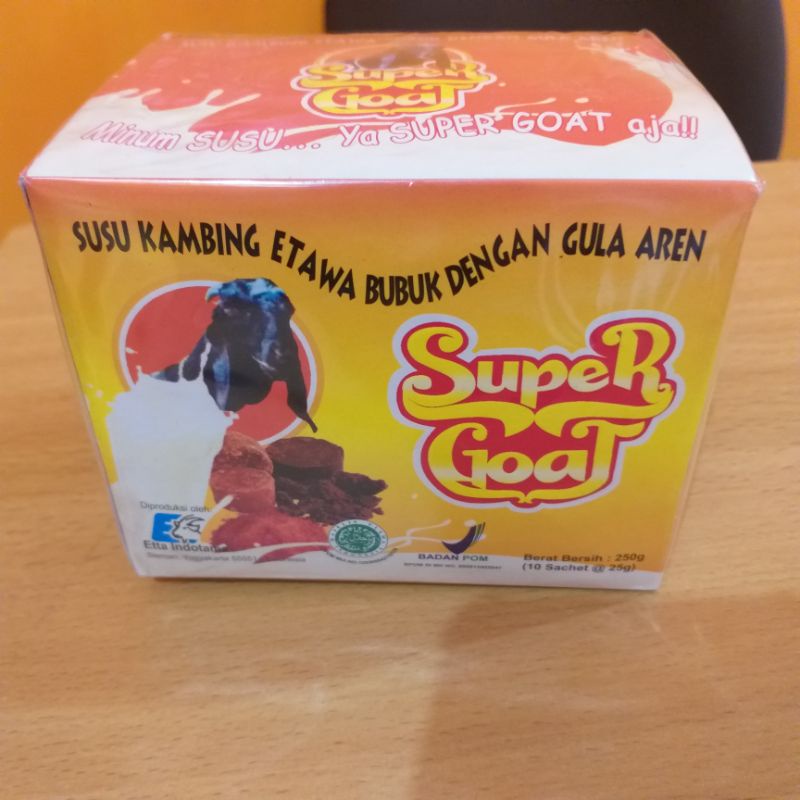 Super
Goat
Minum SUSU... Ya SUPER GOAT aja!!
SUSU KAMBING ETAWA BUBUK DENGAN GULA AREN
Super
Goat
Diproduksi oleh:
Etta Indotama
BADAN POM
Berat Bersih : 250g
(10 Sachet @ 25g)